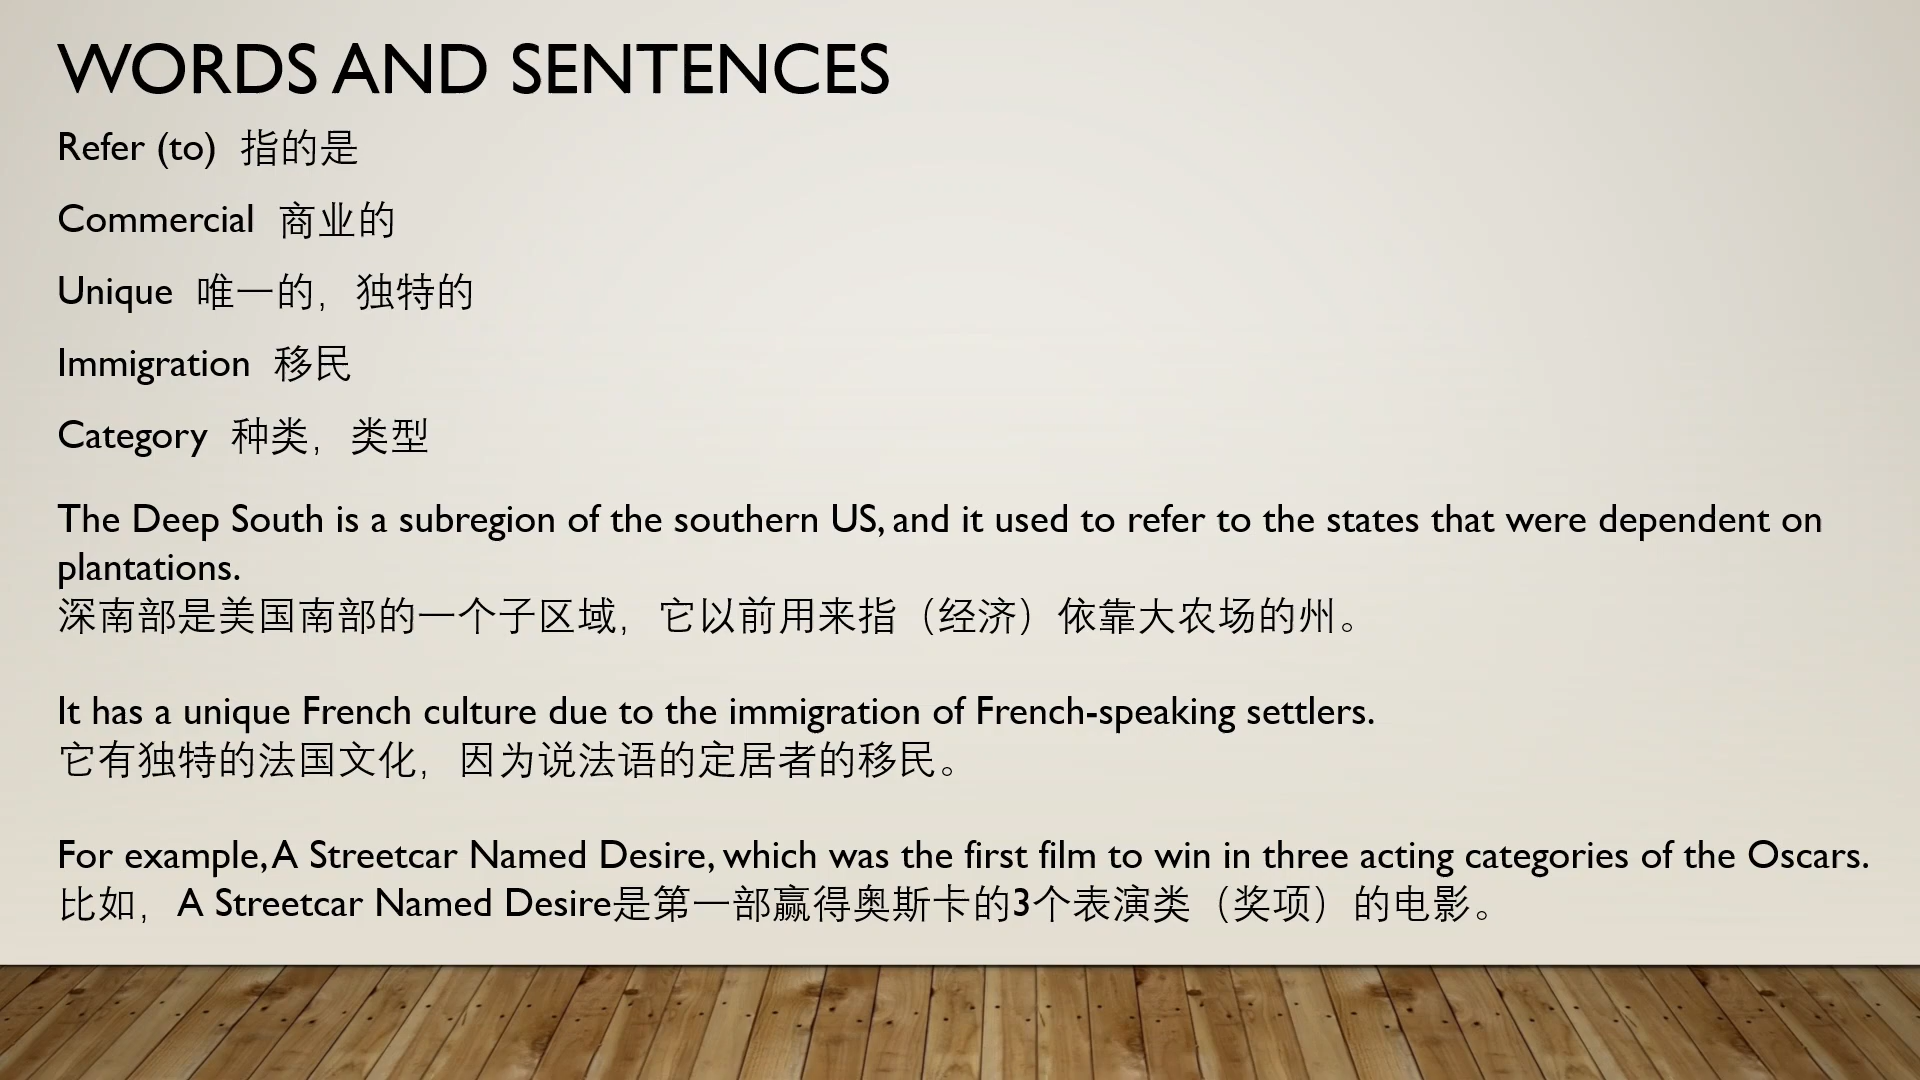 WORDS AND SENTENCES
Refer (to) 指的是
Commercial 商业的
Unique 唯一的，独特的
Immigration 移民
Category 种类，类型
The Deep South is a subregion of the southern US, and it used to refer to the states that were dependent on
plantations.
深南部是美国南部的一个子区域，它以前用来指（经济）依靠大农场的州。
It has a unique French culture due to the immigration of French-speaking settlers.
它有独特的法国文化，因为说法语的定居者的移民。
For example, A Streetcar Named Desire, which was the first film to win in three acting categories of the Oscars.
比如，A Streetcar Named Desire是第一部赢得奥斯卡的3个表演类（奖项）的电影。